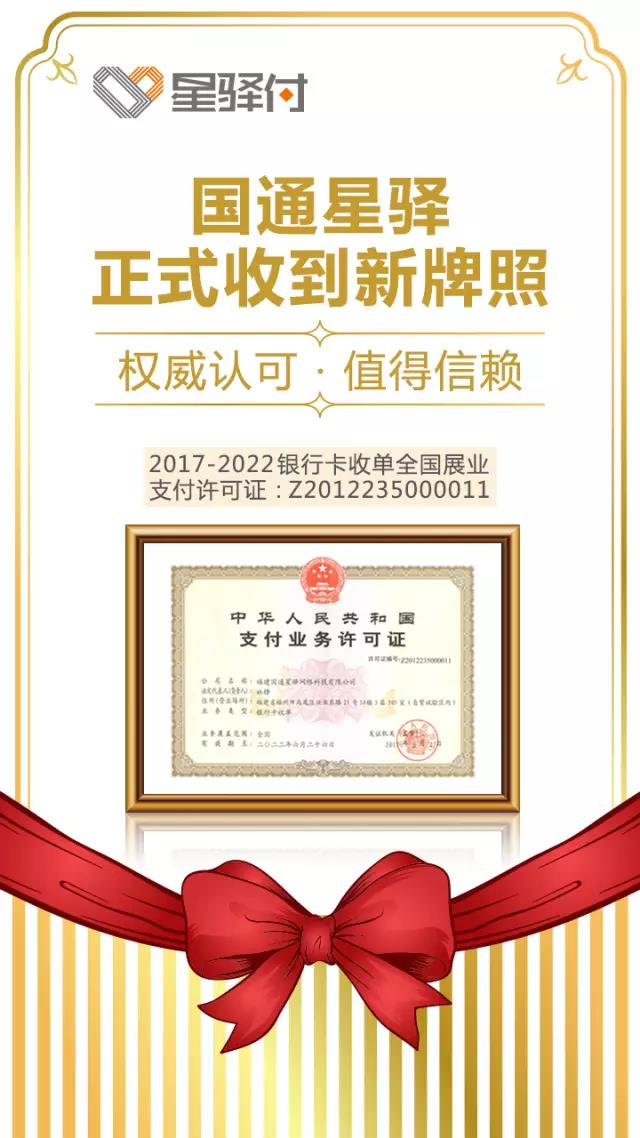 星驿付
国通星驿
正式收到新牌照
权威认可·值得信赖
2017-2022银行卡收单全国展业
支付许可证:Z2012235000011
中华人民共和国
支付业务许可证
许可证编号:Z2012235000011
公司名称:福建国通星驿网络科技有限公司
法定代表人(负责人):
住所(营业场所):福建省福州市马尾区
业务类型:银行卡收单
业务覆盖范围:全国
有效期至:二〇二二年六月二十六日
发证机关